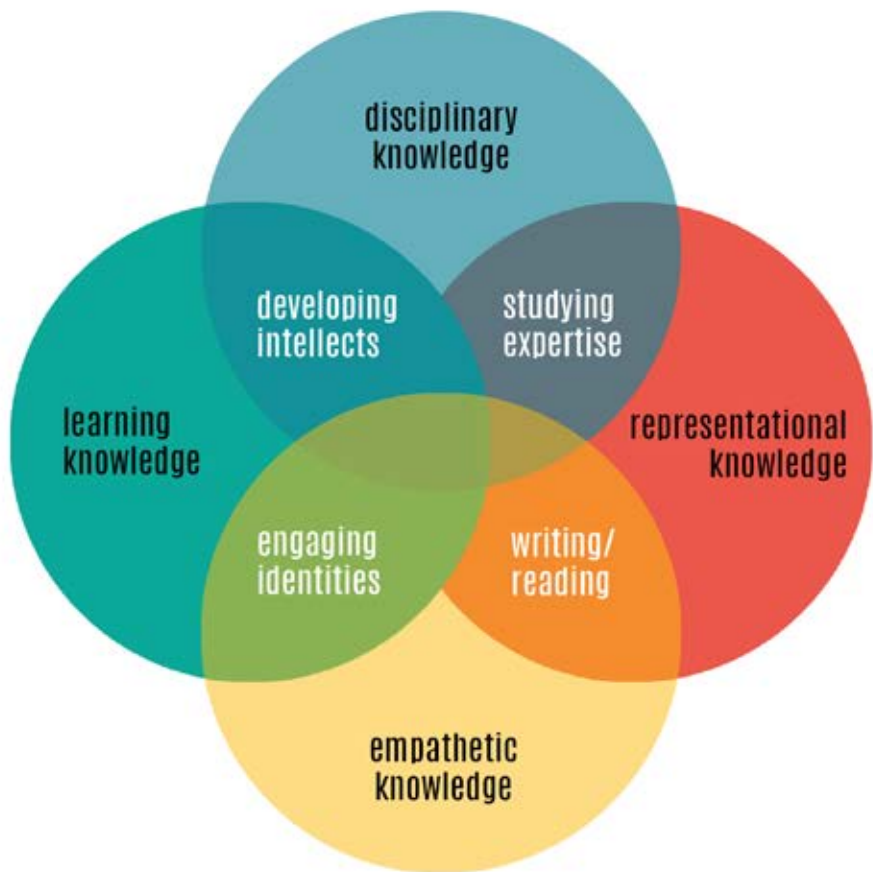 disciplinary
knowledge
developing
intellects
studying
expertise
learning
knowledge
representational
knowledge
engaging
identities
writing/
reading
empathetic
knowledge